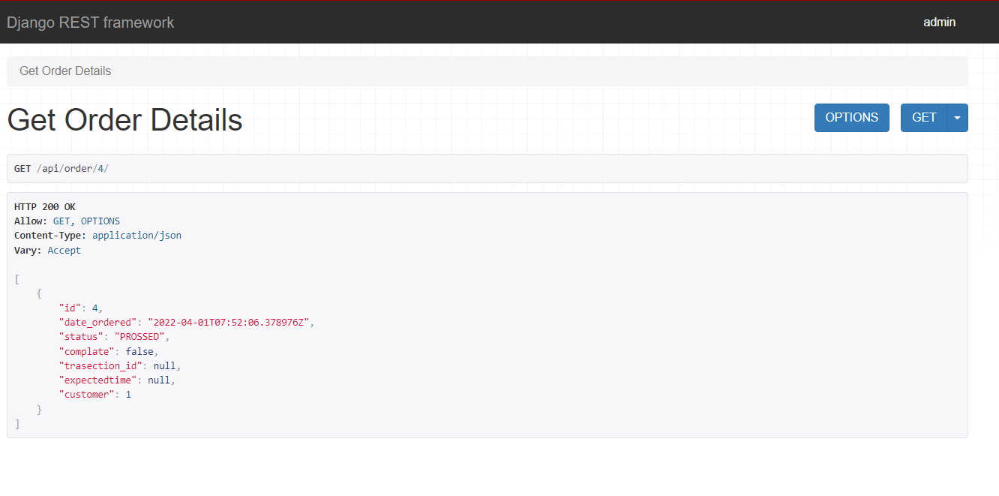 Django REST framework
admin
Get Order Details
Get Order Details
OPTIONS
GET
GET /api/order/4/
HTTP 200 OK
Allow: GET, OPTIONS
Content-Type: application/json
Vary: Accept
[
    {
        "id": 4,
        "date_ordered": "2022-04-01T07:52:06.378976Z",
        "status": "PROSSED",
        "complate": false,
        "trasection_id": null,
        "expectedtime": null,
        "customer": 1
    }
]